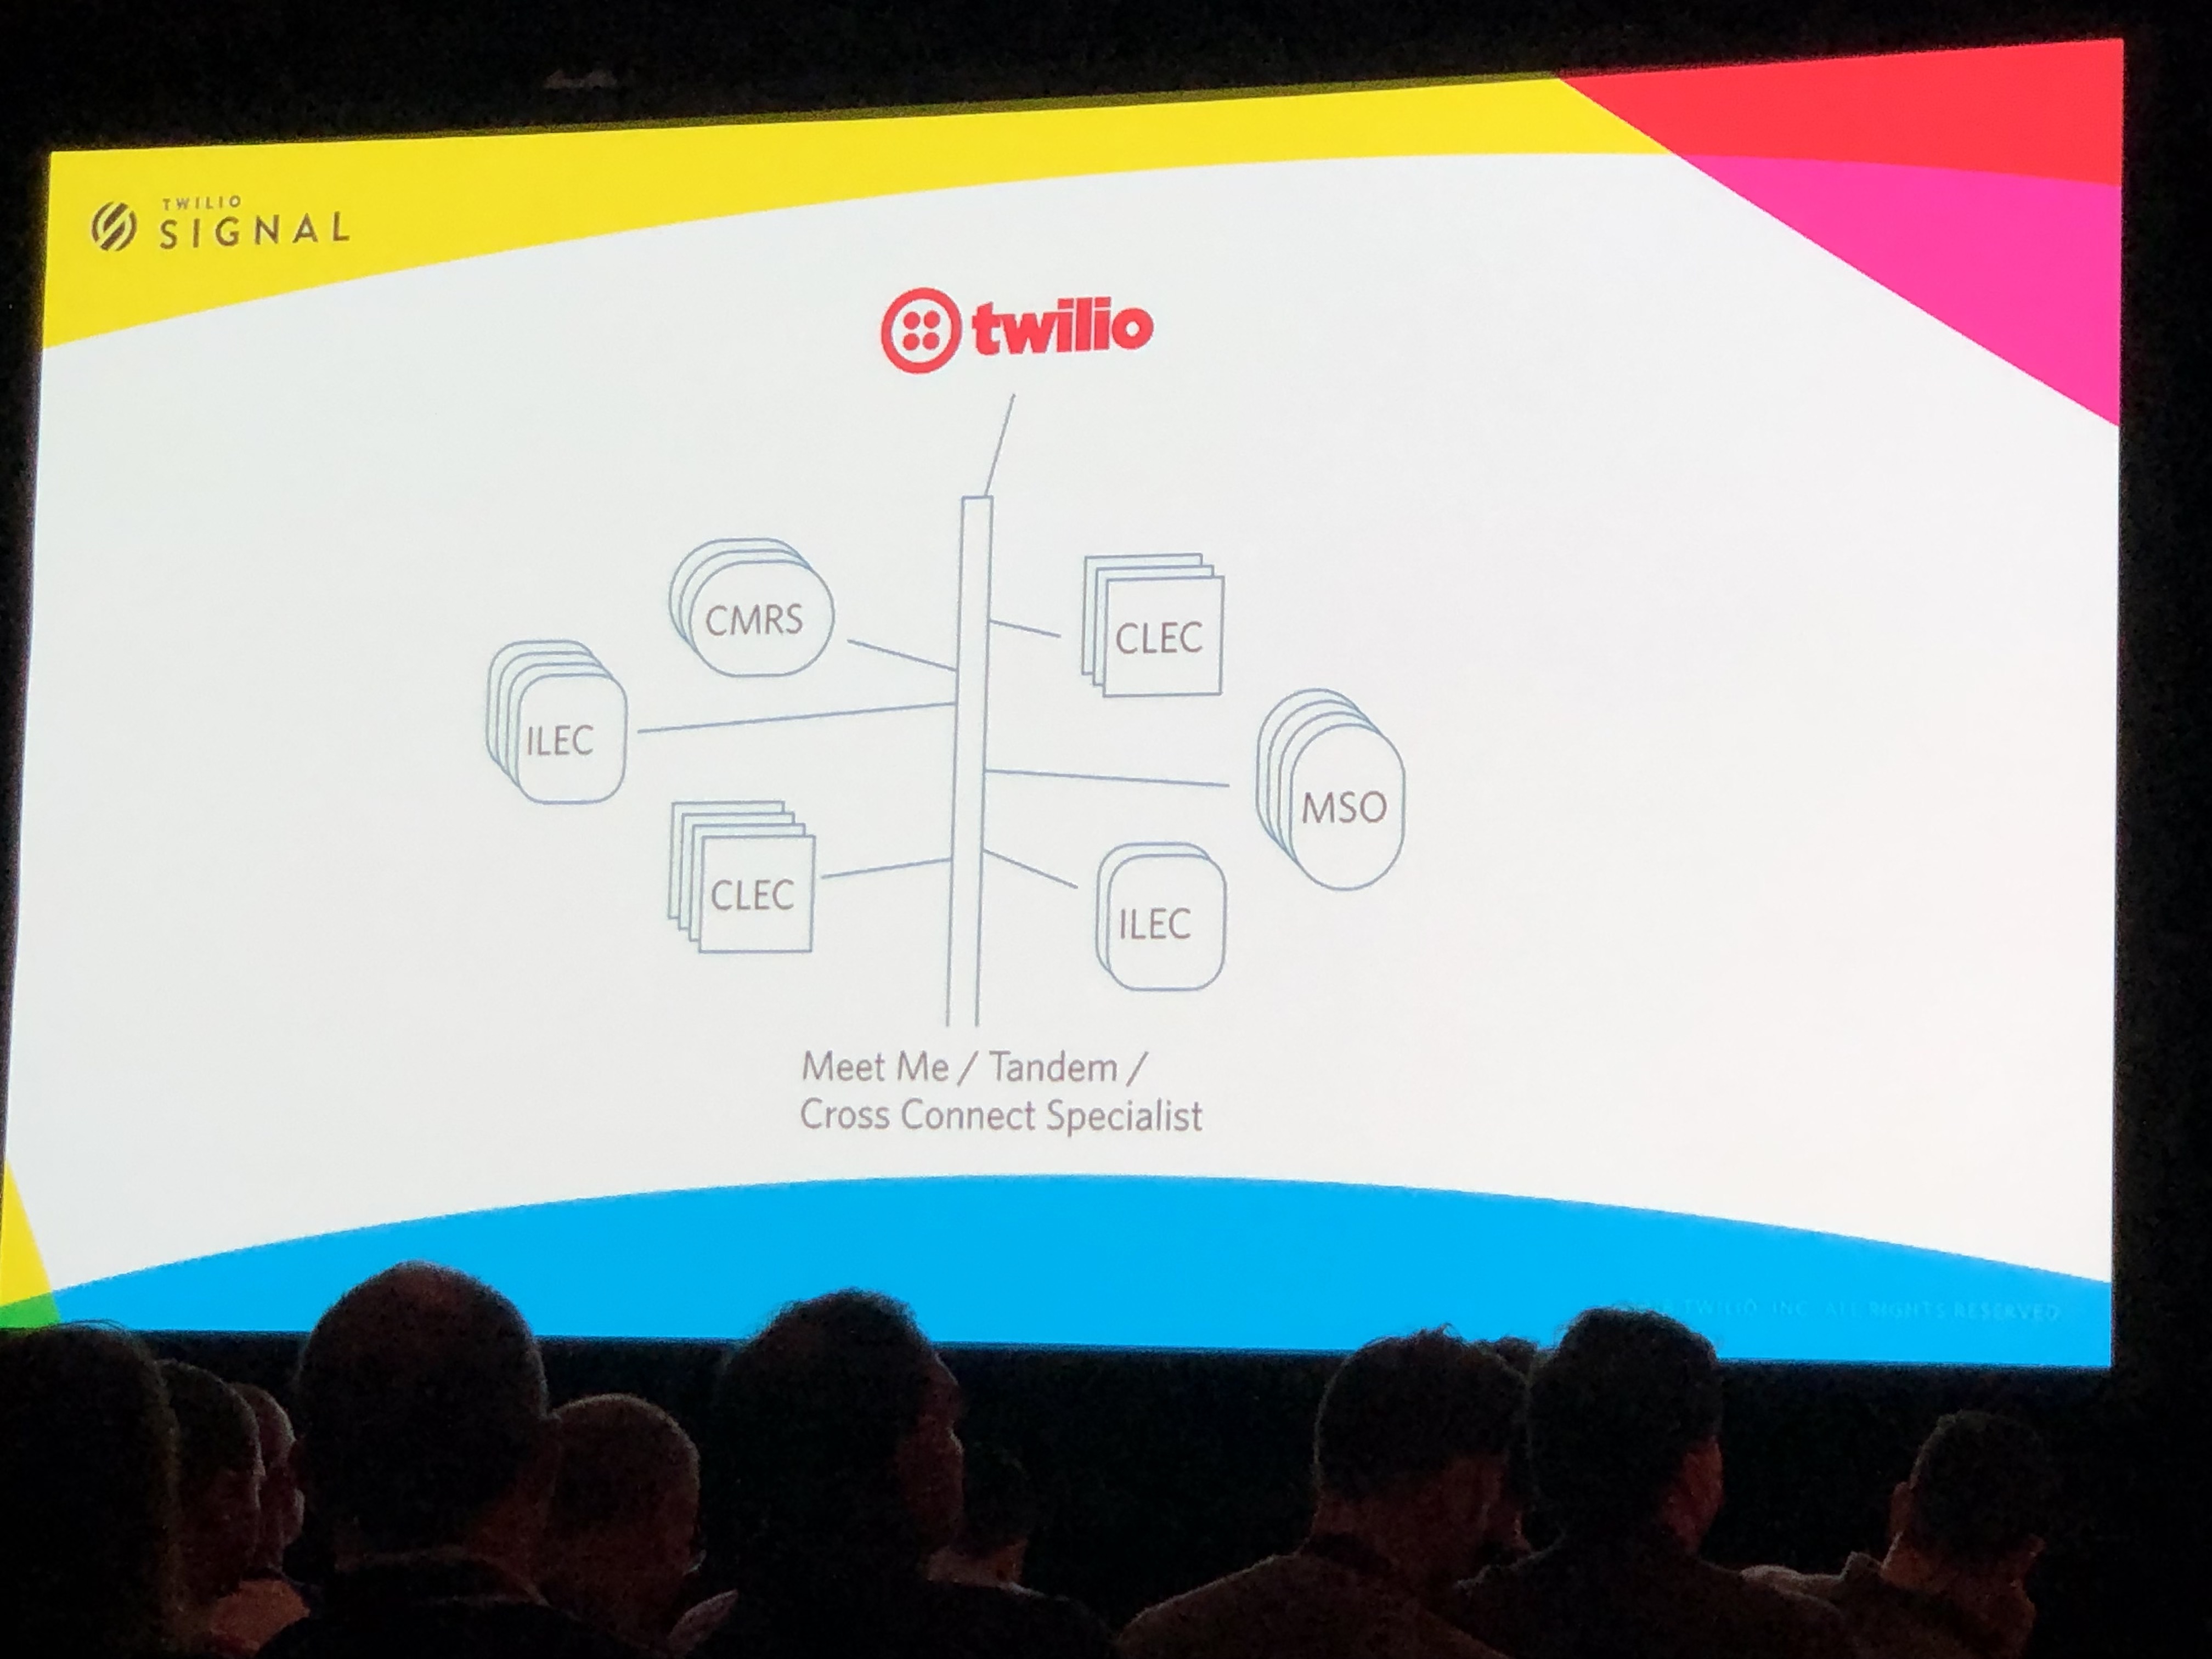 TWILIO
SIGNAL
twilio
CMRS
CLEC
ILEC
MSO
CLEC
ILEC
Meet Me / Tandem /
Cross Connect Specialist
TWILIO, INC. ALL RIGHTS RESERVED